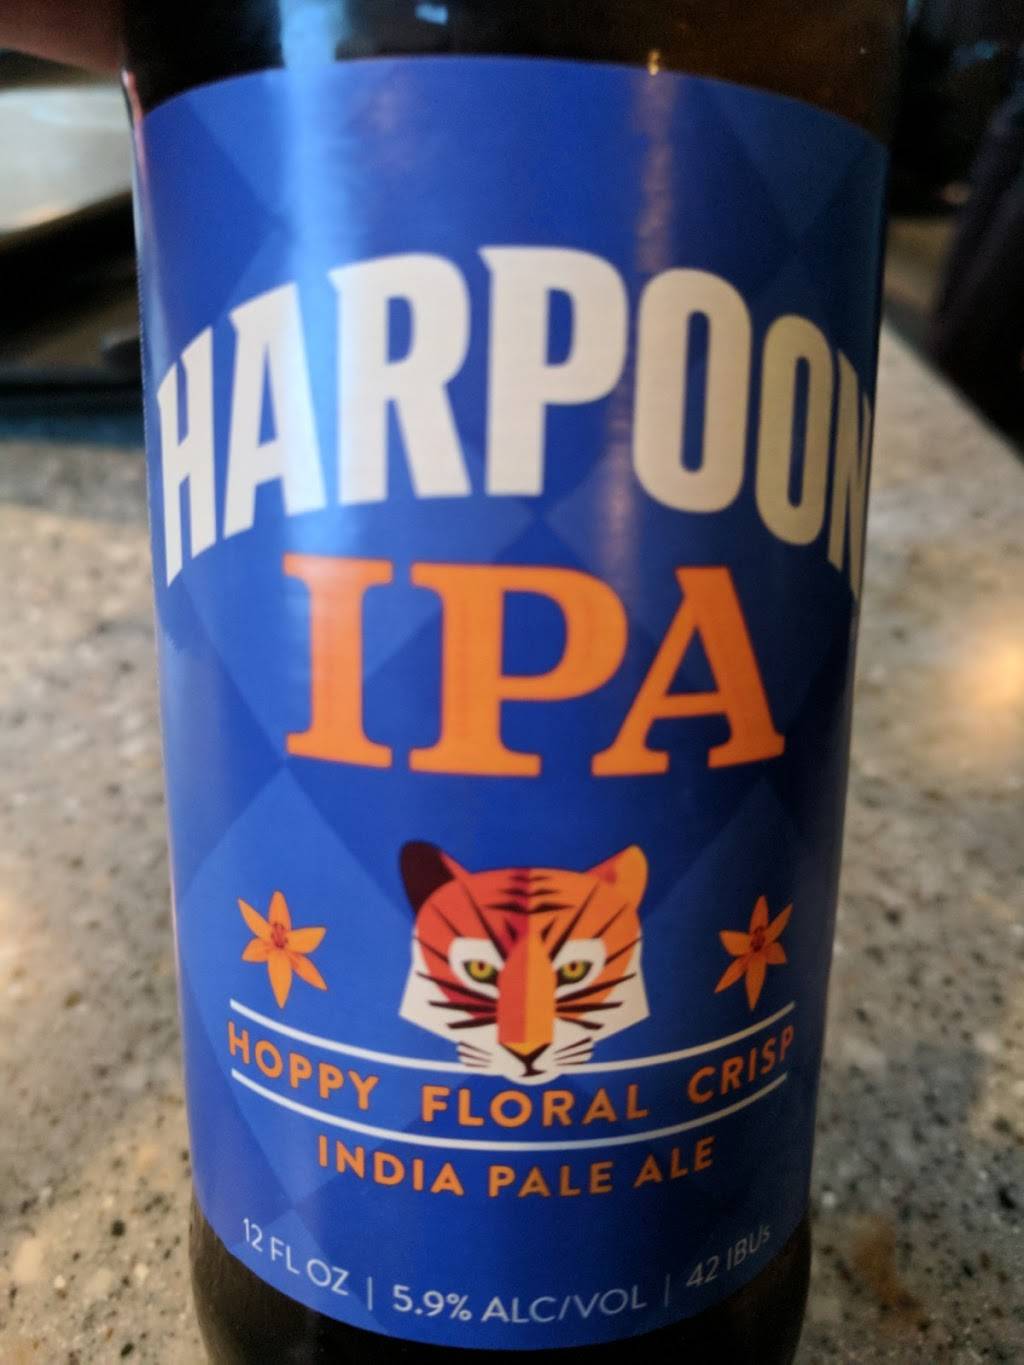 HARPOON
IPA
HOPPY FLORAL CRISP
INDIA PALE ALE
12 FL OZ | 5.9% ALC/VOL | 42 IBUs